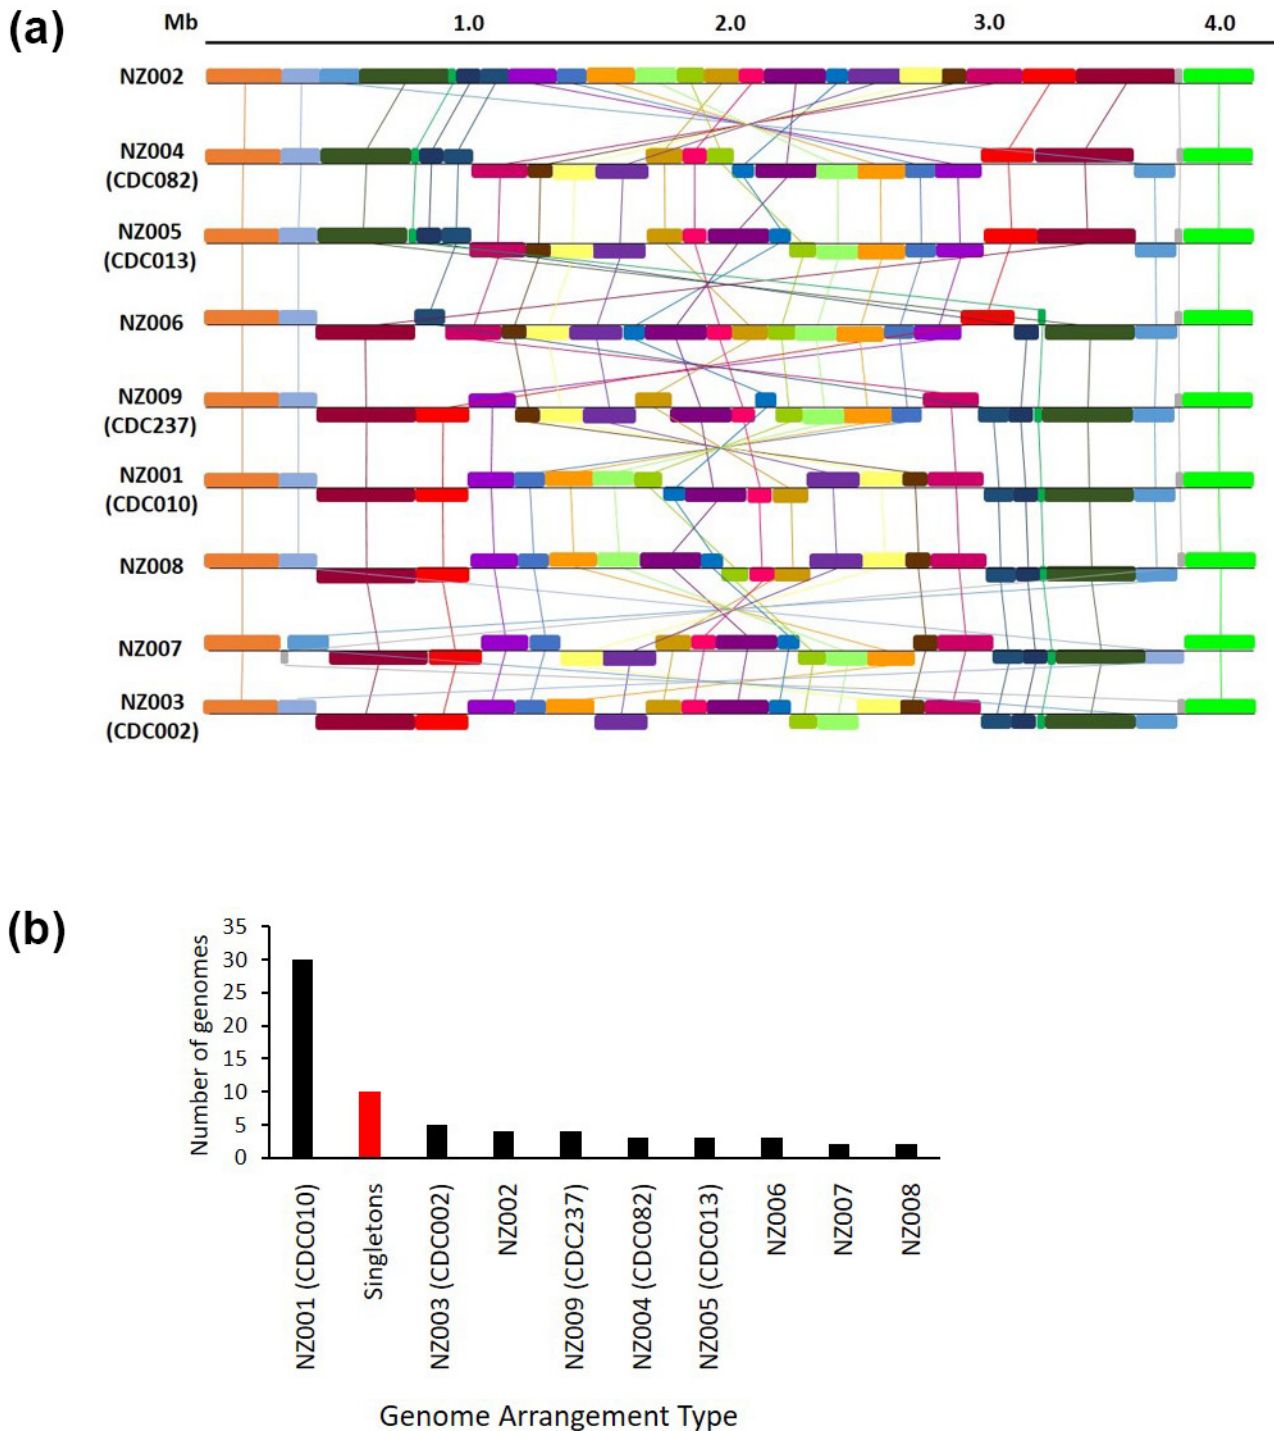 (a)
Mb 1.0 2.0 3.0 4.0
NZ002
NZ004
(CDC082)
NZ005
(CDC013)
NZ006
NZ009
(CDC237)
NZ001
(CDC010)
NZ008
NZ007
NZ003
(CDC002)
(b)
Number of genomes
35
30
25
20
15
10
5
0
NZ001 (CDC010)
Singletons
NZ003 (CDC002)
NZ002
NZ009 (CDC237)
NZ004 (CDC082)
NZ005 (CDC013)
NZ006
NZ007
NZ008
Genome Arrangement Type